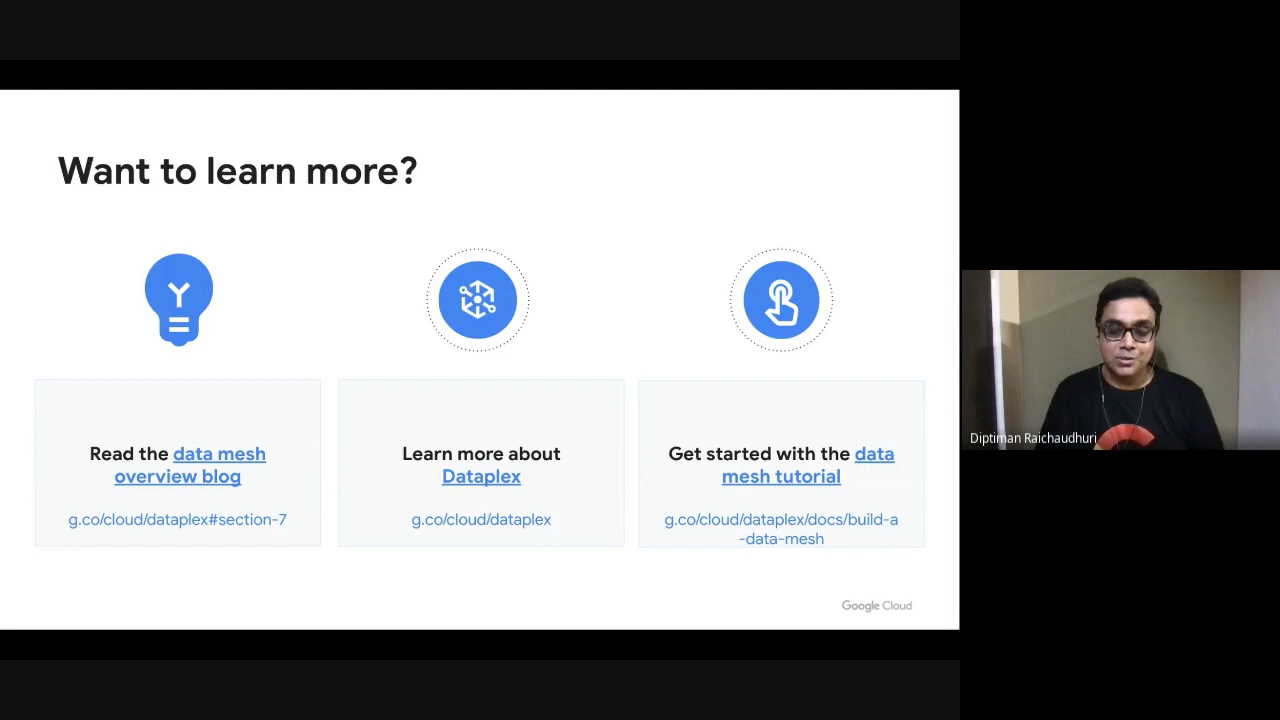 Want to learn more?
Read the data mesh
overview blog
g.co/cloud/dataplex#section-7
Learn more about
Dataplex
g.co/cloud/dataplex
Get started with the data
mesh tutorial
g.co/cloud/dataplex/docs/build-a
-data-mesh
Google Cloud
Diptiman Raichaudhuri